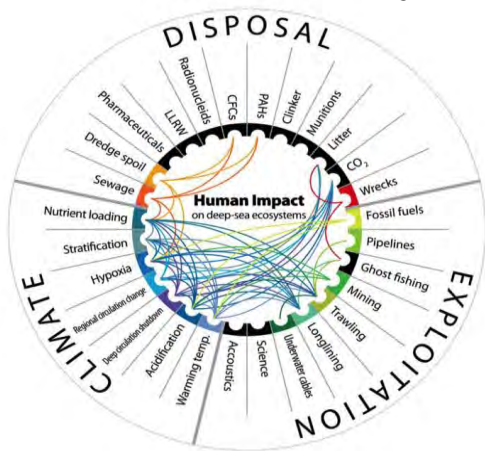 DISPOSAL
Sewage
Dredge spoil
Pharmaceuticals
LLRW
Radionucleids
CFCs
PAHs
Clinker
Munitions
Litter
CO₂
Wrecks
Fossil fuels
Pipelines
Ghost fishing
Mining
Trawling
Longlining
Underwater cables
Science
Accoustics
EXPLOITATION
Warming temp.
Acidification
Deep circulation shutdown
Regional circulation change
Hypoxia
Stratification
Nutrient loading
CLIMATE
Human Impact
on deep-sea ecosystems